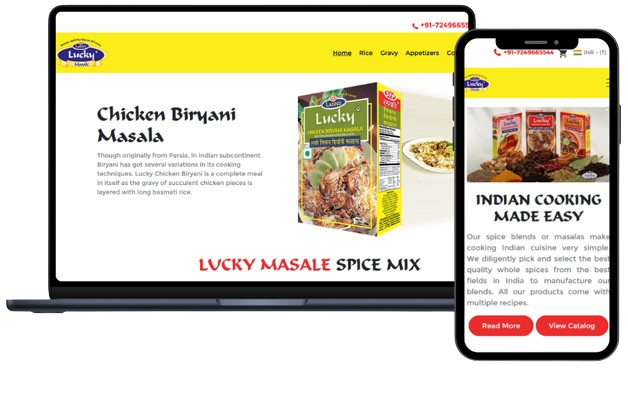 +91-72496655
Lucky
Masale
Home Rice Gravy Appetizers Co
Chicken Biryani
Masala
Though originally from Persia, in Indian subcontinent
Biryani has got several variations in its cooking
techniques. Lucky Chicken Biryani is a complete meal
in itself as the gravy of succulent chicken pieces is
layered with long basmati rice.
Lazeez
Lucky
CHICKEN BIRYANI MASALA
LUCKY MASALE SPICE MIX
+91-7249665544
INR - (₹)
Lucky
Lucky
INDIAN COOKING
MADE EASY
Our spice blends or masalas make
cooking Indian cuisine very simple.
We diligently pick and select the best
quality whole spices from the best
fields in India to manufacture our
blends. All our products come with
multiple recipes.
Read More View Catalog